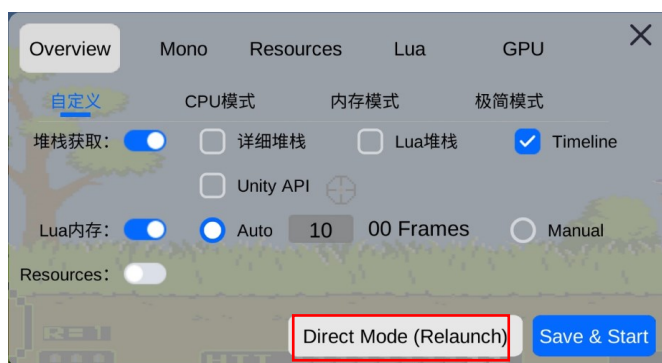 Overview Mono Resources Lua GPU
自定义 CPU模式 内存模式 极简模式
堆栈获取： 详细堆栈 Lua堆栈 Timeline
Unity API
Lua内存： Auto 10 00 Frames Manual
Resources：
Direct Mode (Relaunch) Save & Start
R=1
HIT